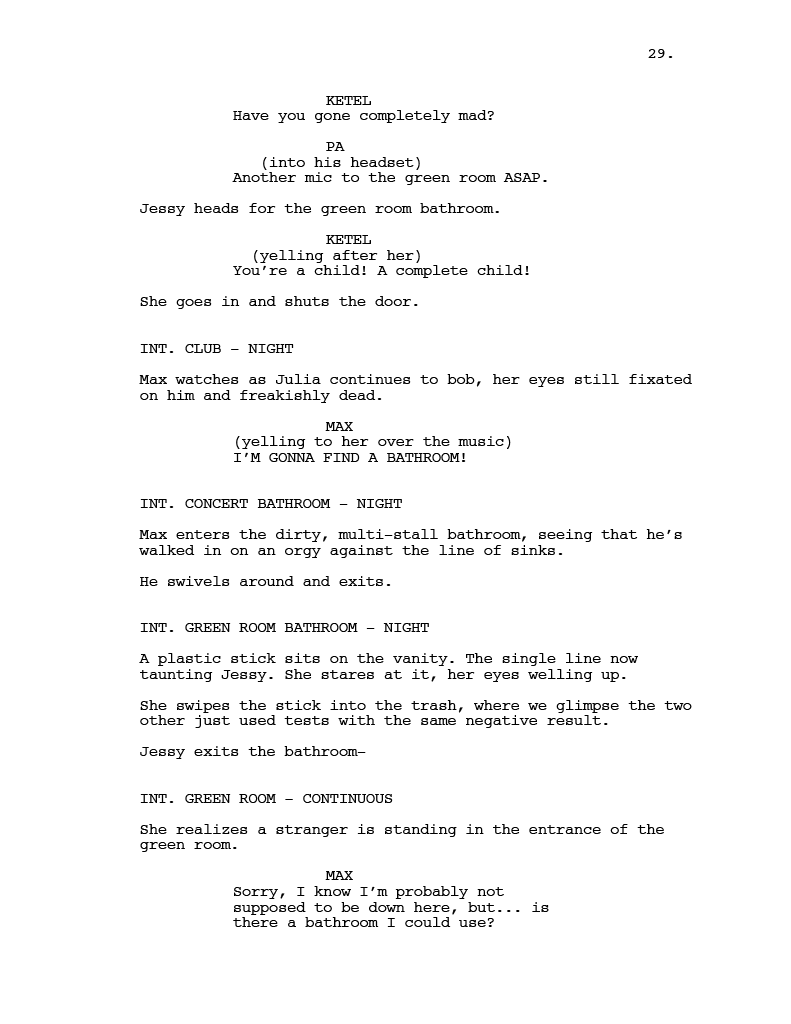 29.
KETEL
Have you gone completely mad?
PA
(into his headset)
Another mic to the green room ASAP.
Jessy heads for the green room bathroom.
KETEL
(yelling after her)
You're a child! A complete child!
She goes in and shuts the door.
INT. CLUB - NIGHT
Max watches as Julia continues to bob, her eyes still fixated
on him and freakishly dead.
MAX
(yelling to her over the music)
I'M GONNA FIND A BATHROOM!
INT. CONCERT BATHROOM - NIGHT
Max enters the dirty, multi-stall bathroom, seeing that he's
walked in on an orgy against the line of sinks.
He swivels around and exits.
INT. GREEN ROOM BATHROOM - NIGHT
A plastic stick sits on the vanity. The single line now
taunting Jessy. She stares at it, her eyes welling up.
She swipes the stick into the trash, where we glimpse the two
other just used tests with the same negative result.
Jessy exits the bathroom-
INT. GREEN ROOM - CONTINUOUS
She realizes a stranger is standing in the entrance of the
green room.
MAX
Sorry, I know I'm probably not
supposed to be down here, but... is
there a bathroom I could use?